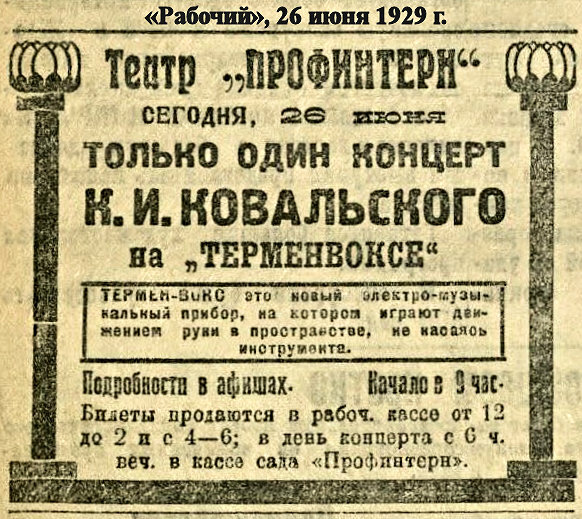 «Рабочий», 26 июня 1929 г.
Театр „ПРОФИНТЕРН“
СЕГОДНЯ, 26 июня
ТОЛЬКО ОДИН КОНЦЕРТ
К. И. КОВАЛЬСКОГО
на „ТЕРМЕНВОКСЕ“
ТЕРМЕН-ВОКС это новый электро-музы-
кальный прибор, на котором играют дви-
жением руки в пространстве, не касаясь
инструмента.
Подробности в афишах. Начало в 9 час.
Билеты продаются в рабоч. кассе от 12
до 2 и с 4—6; в день концерта с 6 ч.
веч. в кассе сада «Профинтерн».